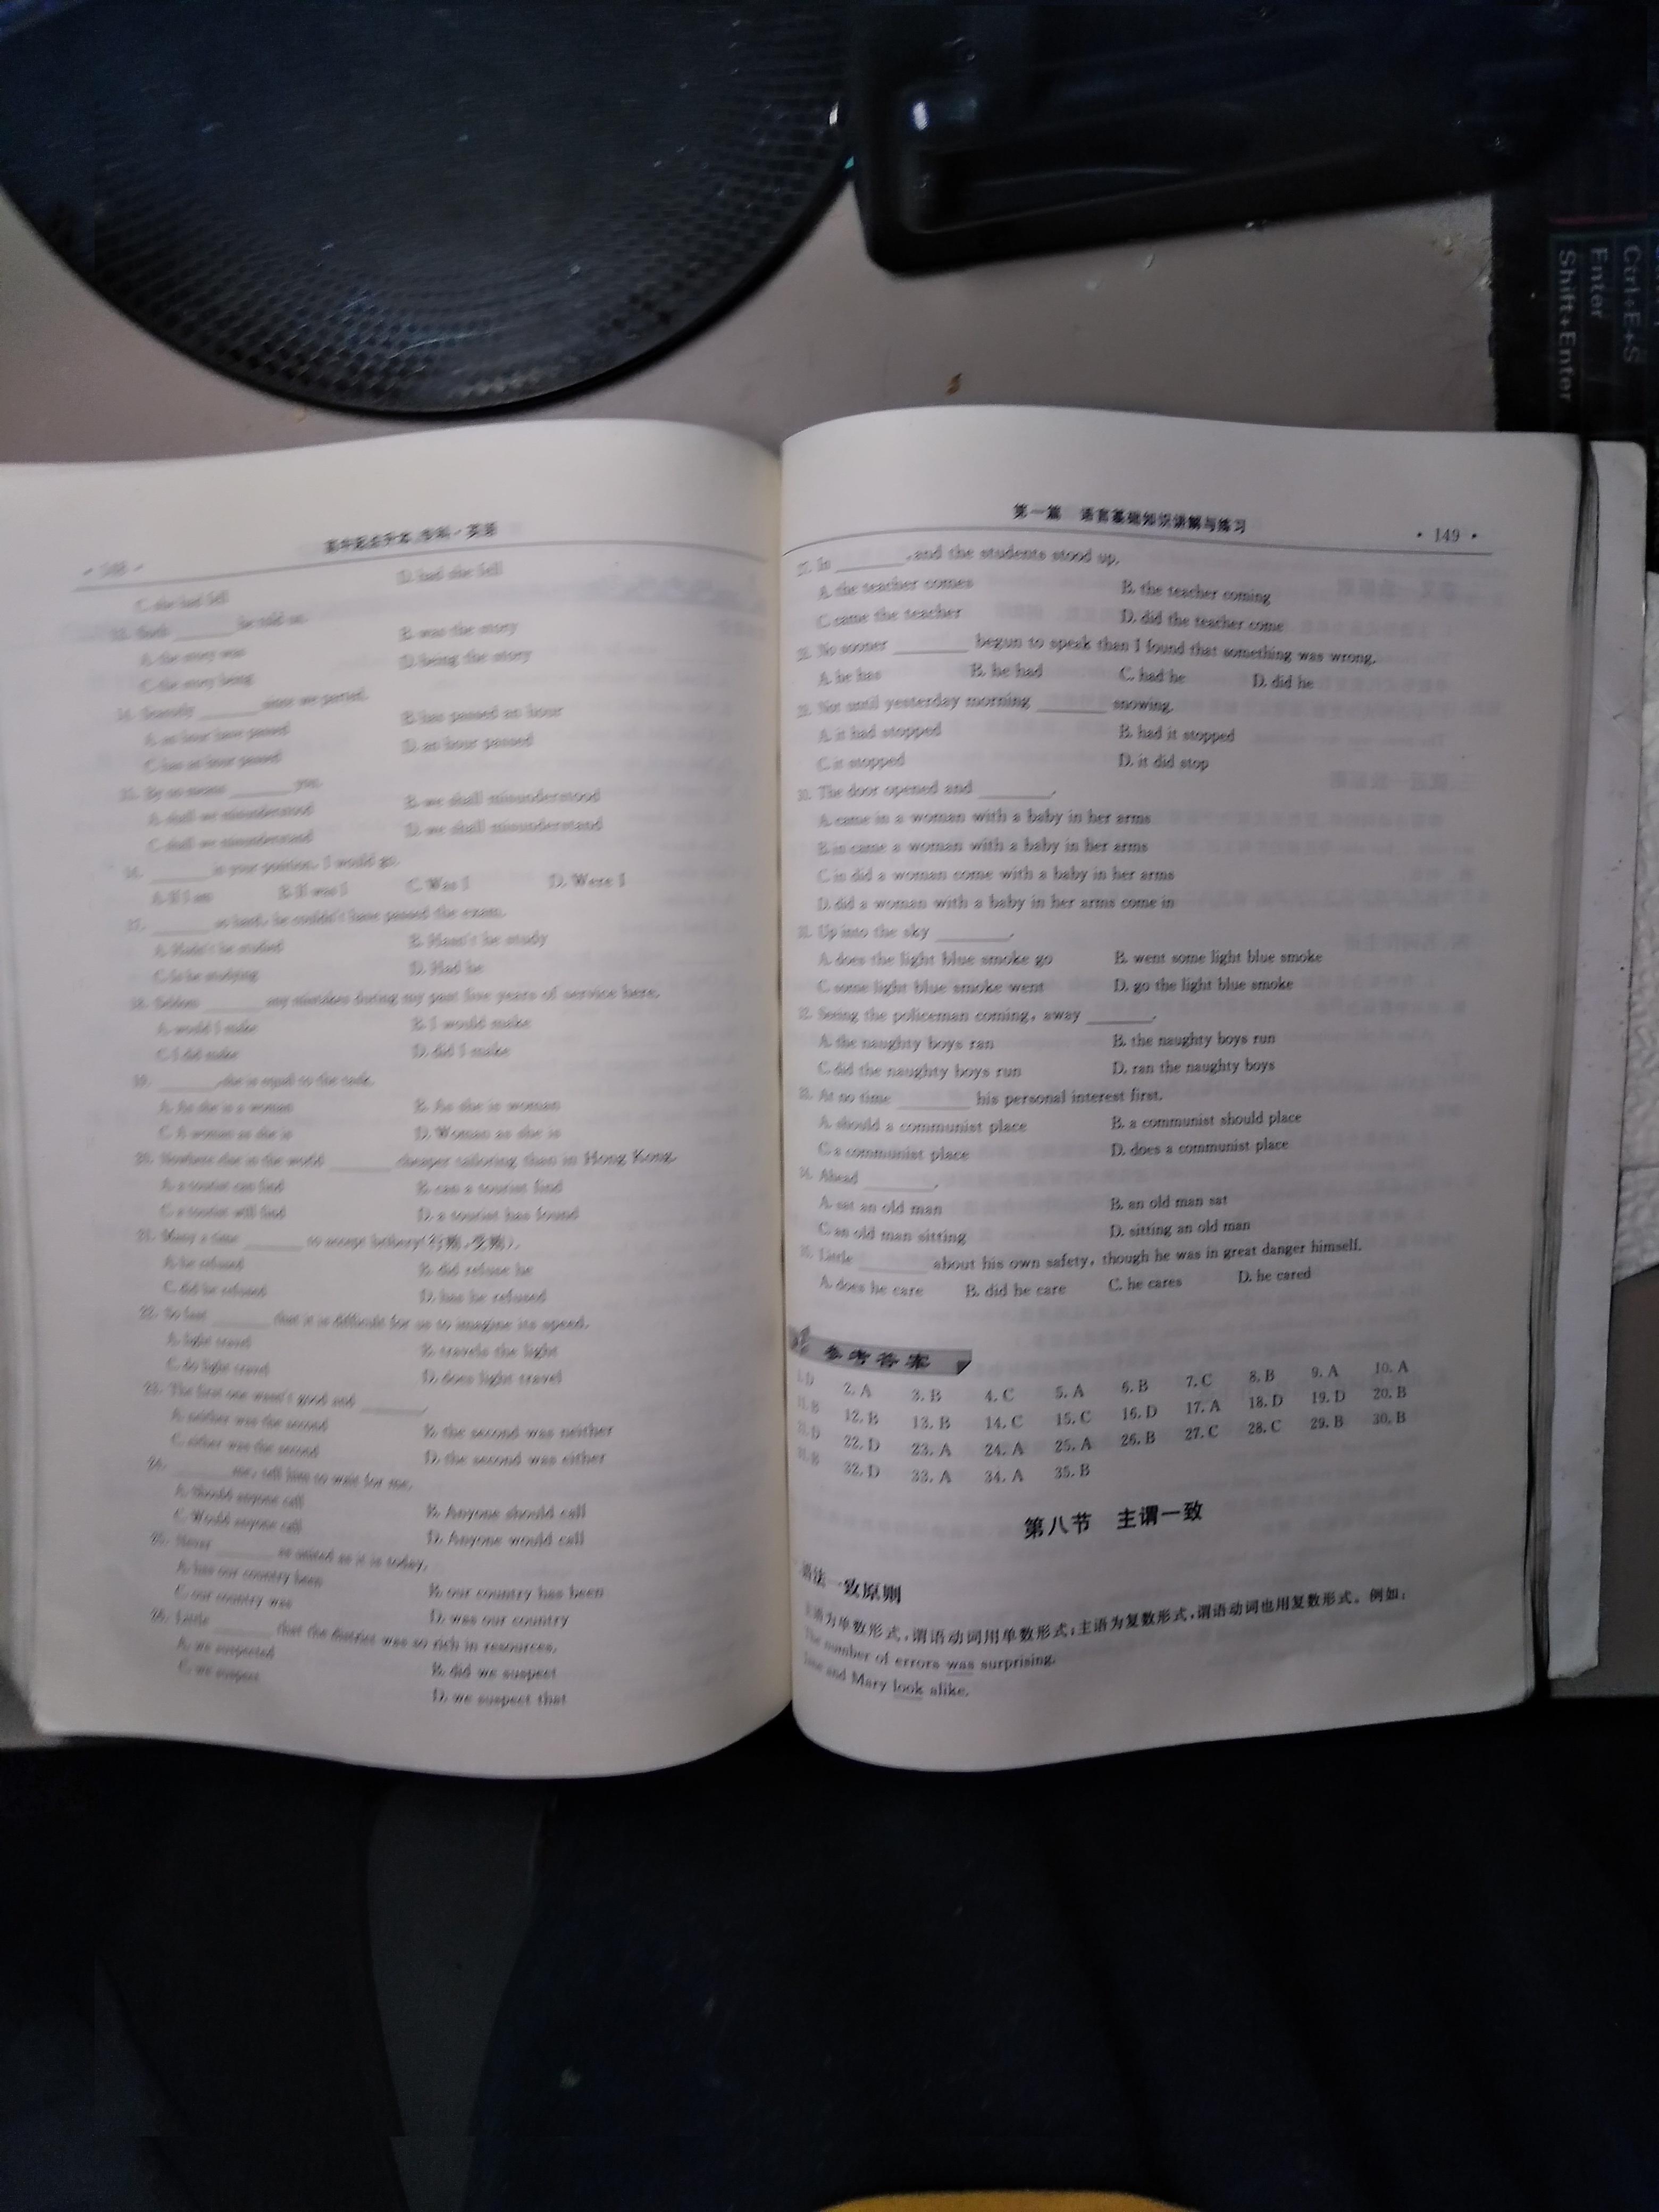 D. had she fell
C. she had fell
he told us.
A. the story was
B. was the story
C. the story being
D. being the story
14. Scarcely ______ since we parted.
A. an hour have passed
B. has passed an hour
C. has an hour passed
D. an hour passed
15. By no means ______ you.
A. shall we misunderstood
B. we shall misunderstood
C. shall we misunderstand
D. we shall misunderstand
16. ______ in your position, I would go.
A. If I am
B. If was I
C. Was I
D. Were I
17. ______ so hard, he couldn't have passed the exam.
A. Hadn't he studied
B. Hasn't he study
C. Is he studying
D. Had he
18. Seldom ______ any mistakes during my past five years of service here.
A. would I make
B. I would make
C. I did make
D. did I make
19. ______, she is equal to the task.
A. As she is a woman
B. As she is woman
C. A woman as she is
D. Woman as she is
20. Nowhere else in the world ______ cheaper tailoring than in Hong Kong.
A. a tourist can find
B. can a tourist find
C. a tourist will find
D. a tourist has found
21. Many a time ______ to accept bribery(行贿,受贿).
A. he refused
B. did refuse he
C. did he refused
D. has he refused
22. So fast ______ that it is difficult for us to imagine its speed.
A. light travel
B. travels the light
C. do light travel
D. does light travel
23. The first one wasn't good and ______.
A. neither was the second
B. the second was neither
C. either was the second
D. the second was either
24. ______ me, tell him to wait for me.
A. Should anyone call
B. Anyone should call
C. Would anyone call
D. Anyone would call
25. Never ______ so united as it is today.
A. has our country been
B. our country has been
C. our country was
D. was our country
26. Little ______ that the district was so rich in resources.
A. we suspected
B. did we suspect
C. we suspect
D. we suspect that
第一篇 语言基础知识讲解与练习
• 149 •
27. In ______, and the students stood up.
A. the teacher comes
B. the teacher coming
C. came the teacher
D. did the teacher come
28. No sooner ______ begun to speak than I found that something was wrong.
A. he has B. he had C. had he D. did he
29. Not until yesterday morning ______ snowing.
A. it had stopped
B. had it stopped
C. it stopped
D. it did stop
30. The door opened and ______.
A. came in a woman with a baby in her arms
B. in came a woman with a baby in her arms
C. in did a woman come with a baby in her arms
D. did a woman with a baby in her arms come in
31. Up into the sky ______.
A. does the light blue smoke go
B. went some light blue smoke
C. some light blue smoke went
D. go the light blue smoke
32. Seeing the policeman coming, away ______.
A. the naughty boys ran
B. the naughty boys run
C. did the naughty boys run
D. ran the naughty boys
33. At no time ______ his personal interest first.
A. should a communist place
B. a communist should place
C. a communist place
D. does a communist place
34. Ahead ______.
A. sat an old man
B. an old man sat
C. an old man sitting
D. sitting an old man
35. Little ______ about his own safety, though he was in great danger himself.
A. does he care B. did he care C. he cares D. he cared
参考答案
1. D 2. A 3. B 4. C 5. A 6. B 7. C 8. B 9. A 10. A
11. B 12. B 13. B 14. C 15. C 16. D 17. A 18. D 19. D 20. B
21. D 22. D 23. A 24. A 25. A 26. B 27. C 28. C 29. B 30. B
31. B 32. D 33. A 34. A 35. B
第八节 主谓一致
语法一致原则
主语为单数形式,谓语动词用单数形式;主语为复数形式,谓语动词也用复数形式。例如:
The number of errors was surprising.
and Mary look alike.
Ctrl+E+S
Enter
Shift+Enter